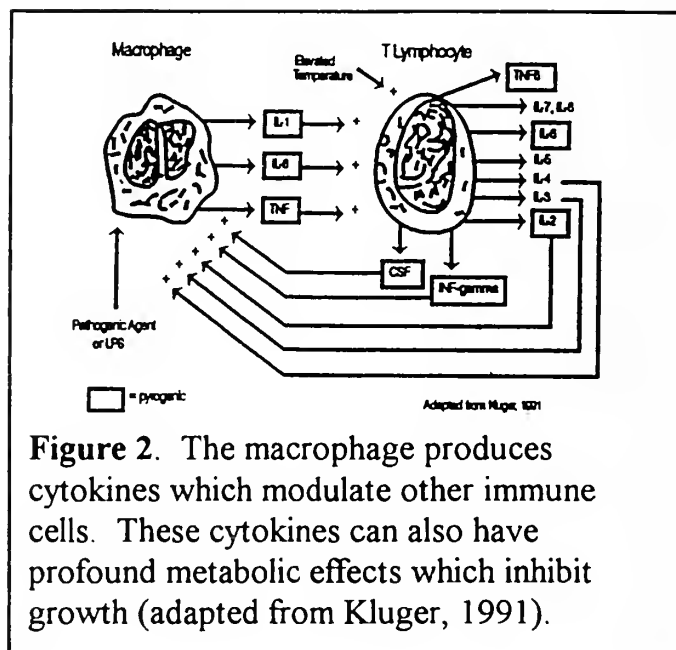 Macrophage
T Lymphocyte
Elevated
Temperature
+
TNFß
IL-1
+
IL-7, IL-8
IL-6
+
IL-6
IL-5
TNF
+
IL-4
IL-3
IL-2
+ + + + +
CSF
INF-gamma
Pathogenic Agent
or LPS
= pyrogenic
Adapted from Kluger, 1991
Figure 2. The macrophage produces
cytokines which modulate other immune
cells. These cytokines can also have
profound metabolic effects which inhibit
growth (adapted from Kluger, 1991).